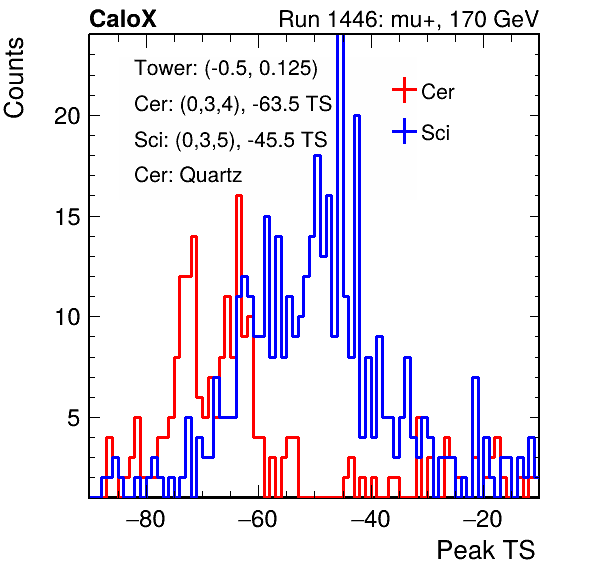 CaloX Run 1446: mu+, 170 GeV
Counts
Tower: (-0.5, 0.125)
Cer: (0,3,4), -63.5 TS
Sci: (0,3,5), -45.5 TS
Cer: Quartz
Cer
Sci
20
15
10
5
−80 −60 −40 −20
Peak TS